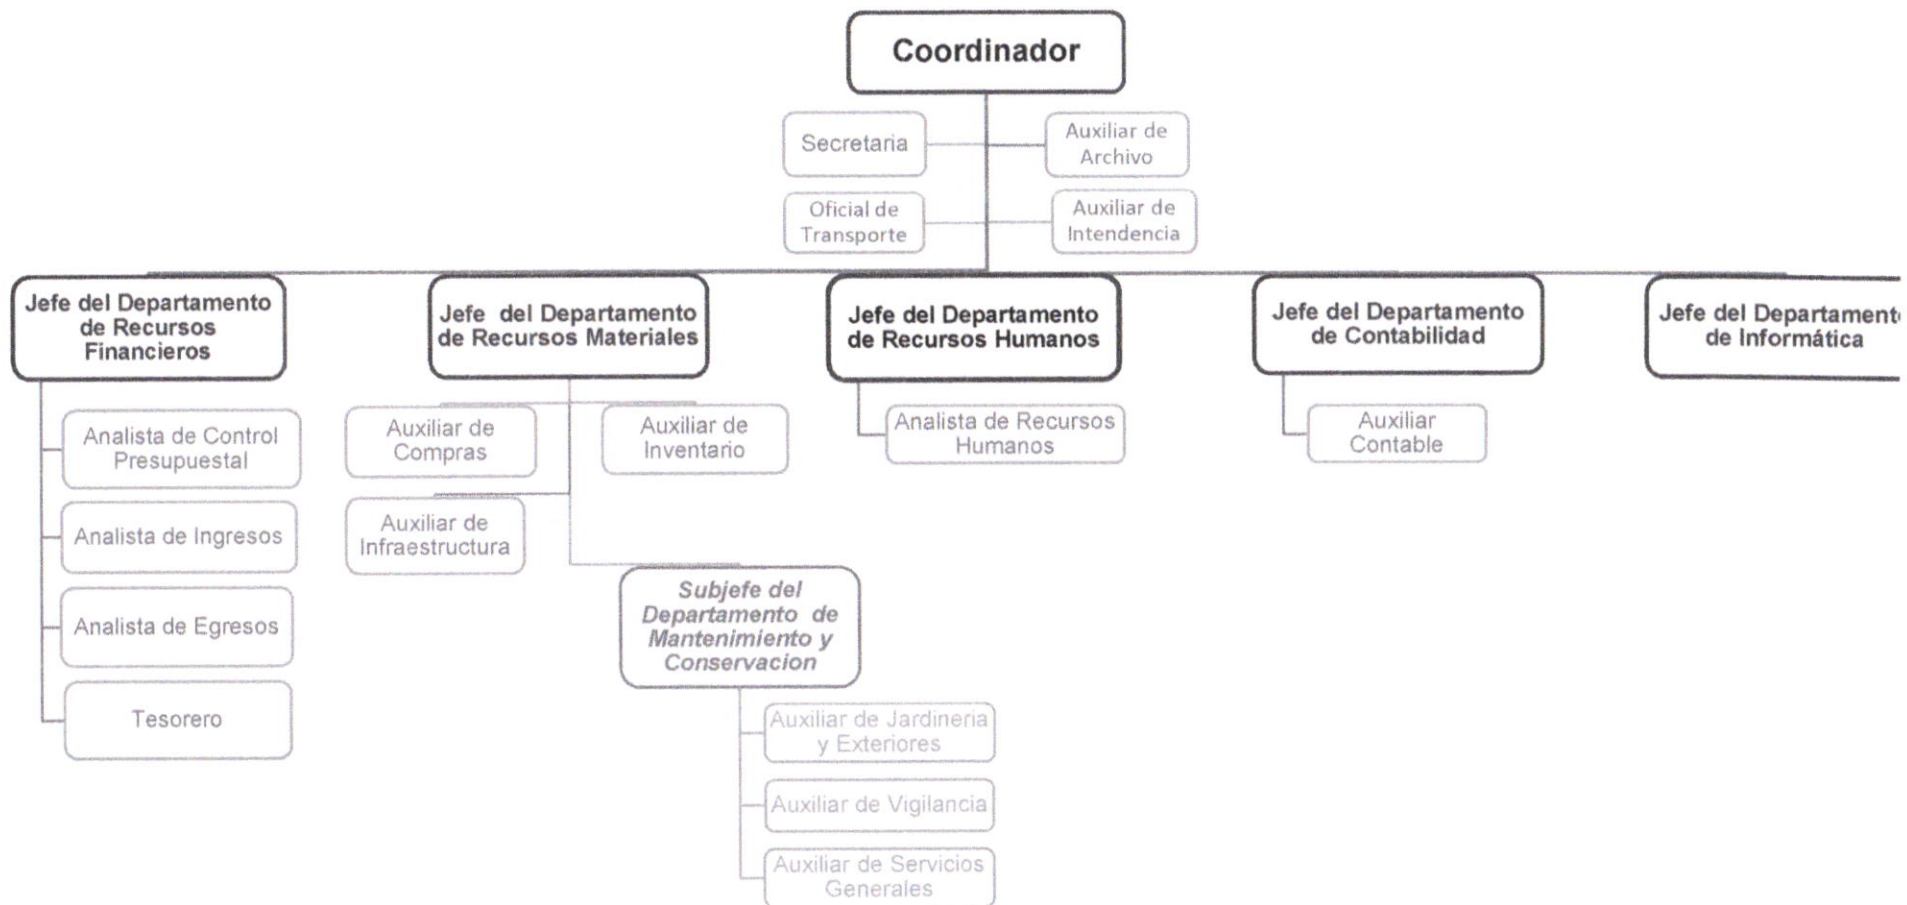 Coordinador
Secretaria
Auxiliar de
Archivo
Oficial de
Transporte
Auxiliar de
Intendencia
Jefe del Departamento
de Recursos
Financieros
Jefe del Departamento
de Recursos Materiales
Jefe del Departamento
de Recursos Humanos
Jefe del Departamento
de Contabilidad
Jefe del Departament
de Informática
Analista de Control
Presupuestal
Analista de Ingresos
Analista de Egresos
Tesorero
Auxiliar de
Compras
Auxiliar de
Inventario
Auxiliar de
Infraestructura
Subjefe del
Departamento de
Mantenimiento y
Conservacion
Auxiliar de Jardineria
y Exteriores
Auxiliar de Vigilancia
Auxiliar de Servicios
Generales
Analista de Recursos
Humanos
Auxiliar
Contable